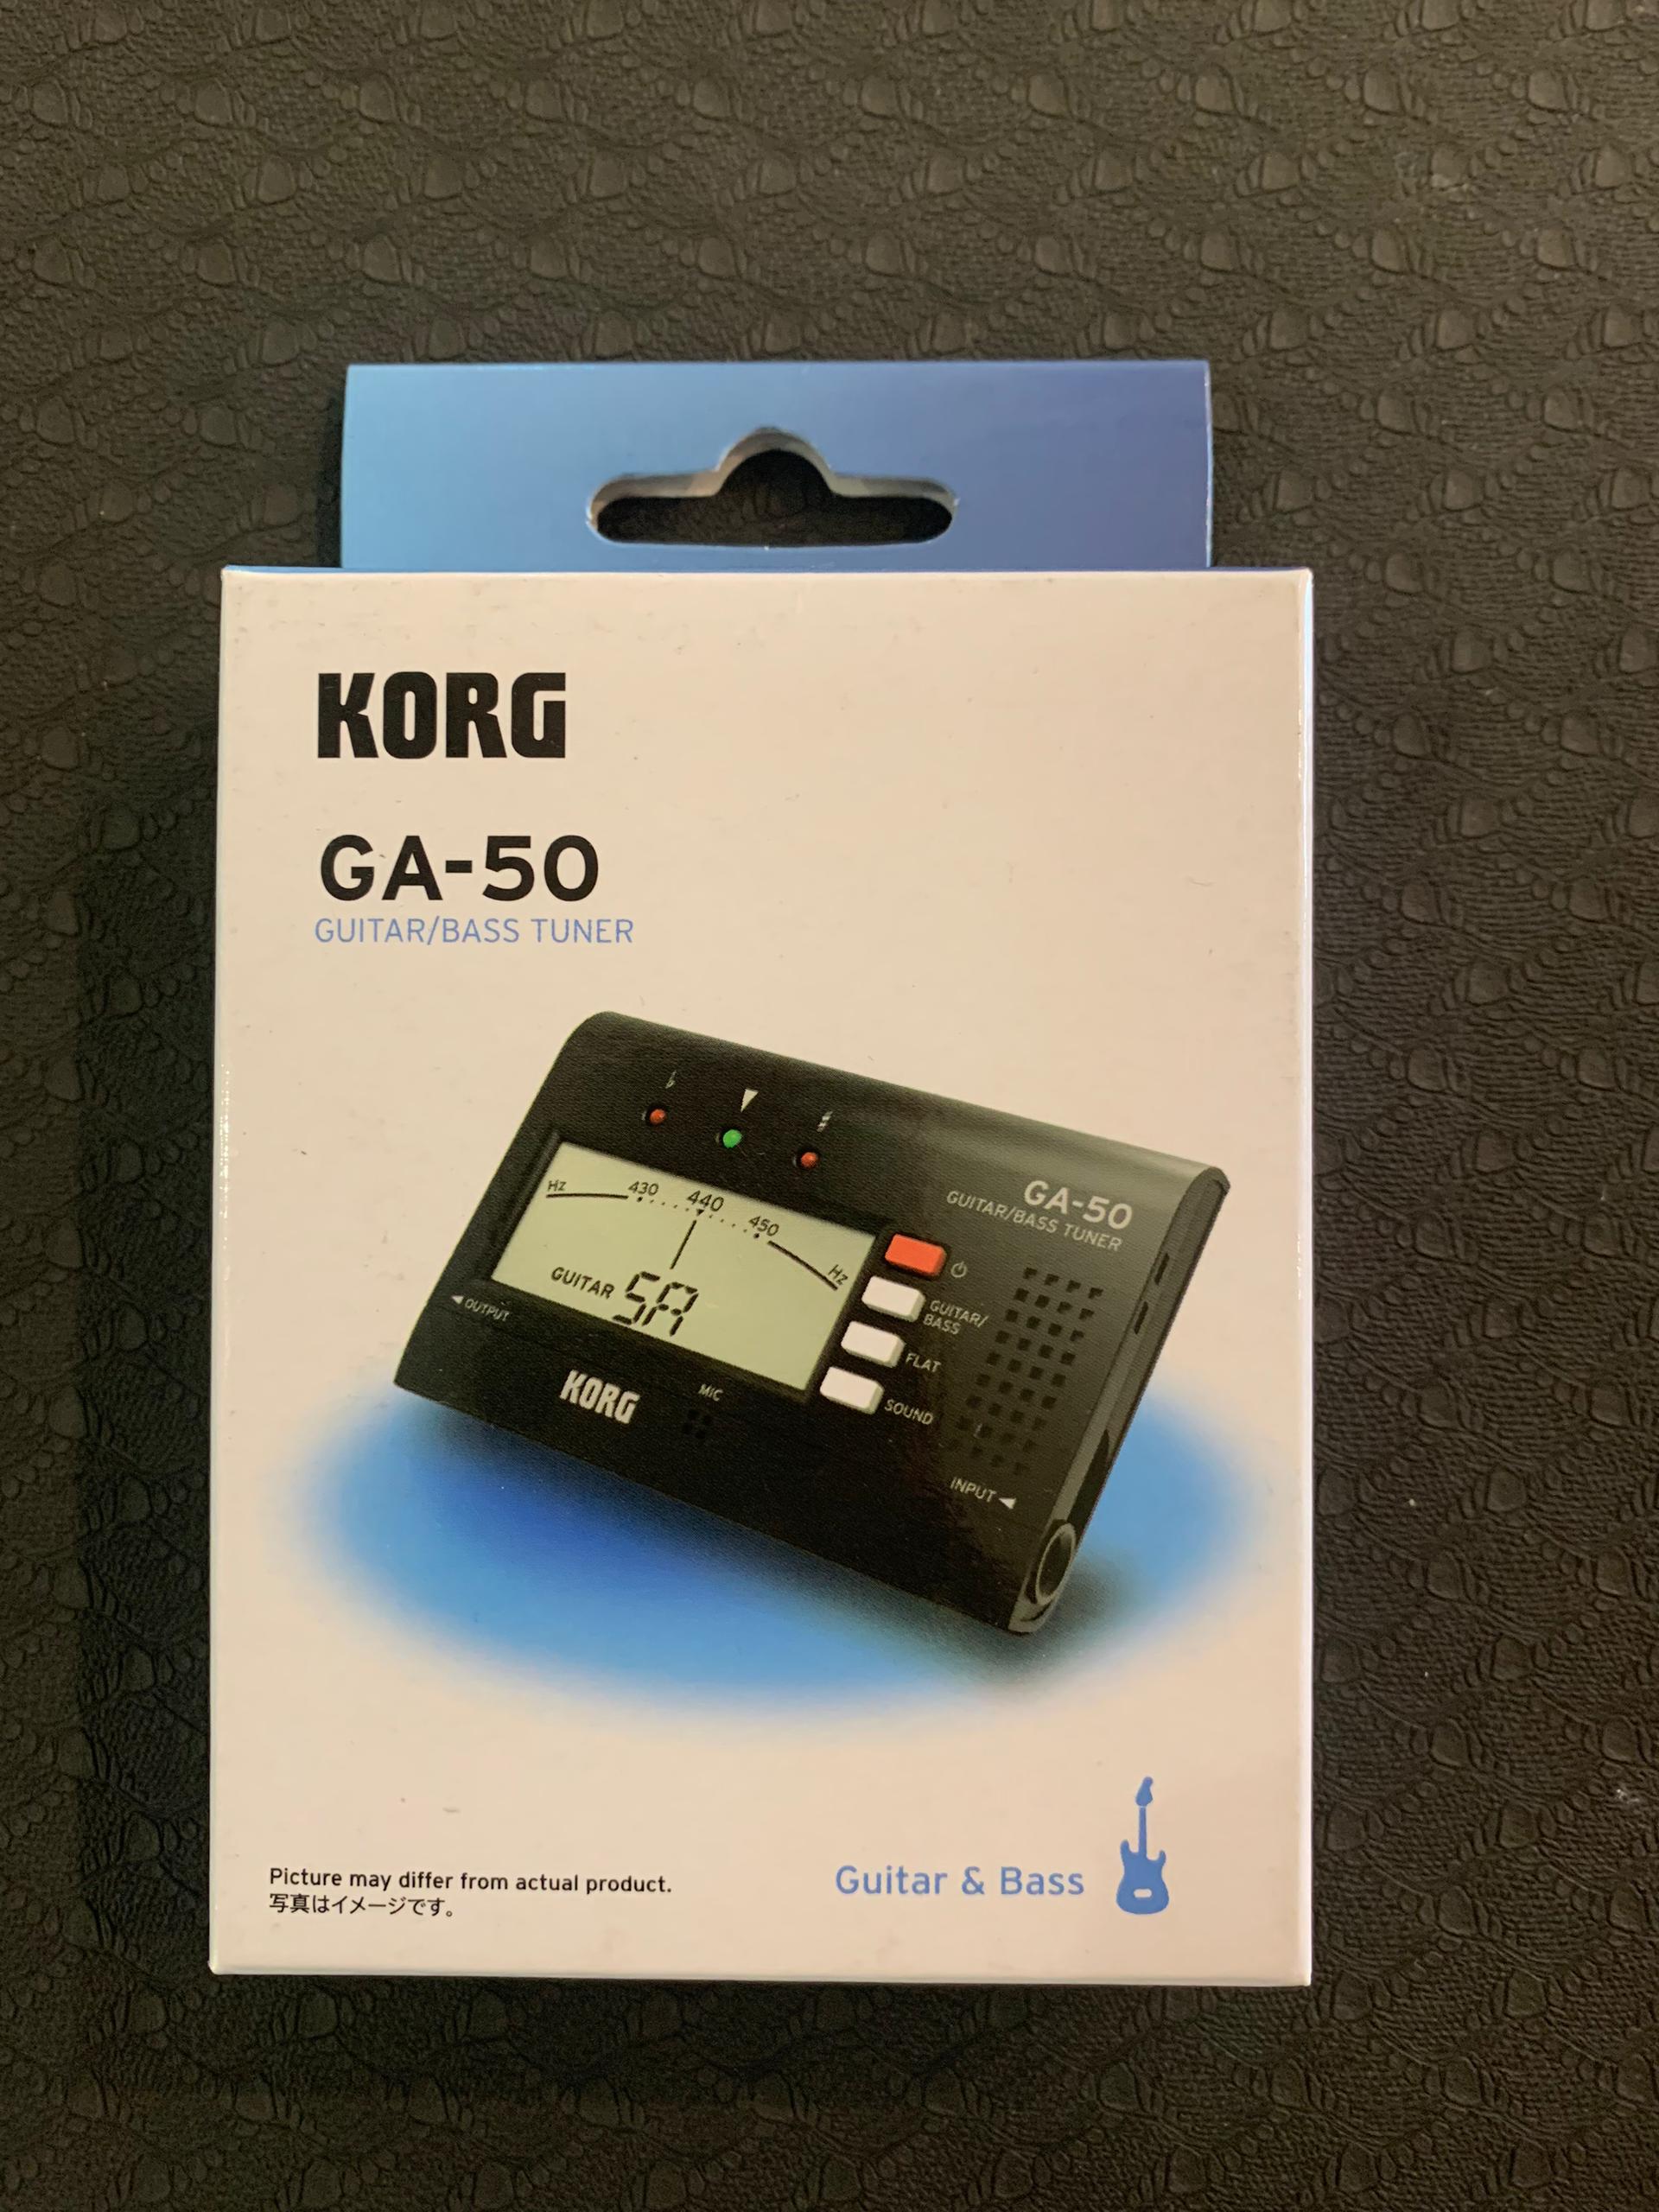 KORG
GA-50
GUITAR/BASS TUNER
GA-50
GUITAR/BASS TUNER
Hz 430 440 450 Hz
GUITAR 5A
GUITAR/
BASS
FLAT
SOUND
◄ OUTPUT
KORG
MIC
INPUT ◄
Guitar & Bass
Picture may differ from actual product.
写真はイメージです。